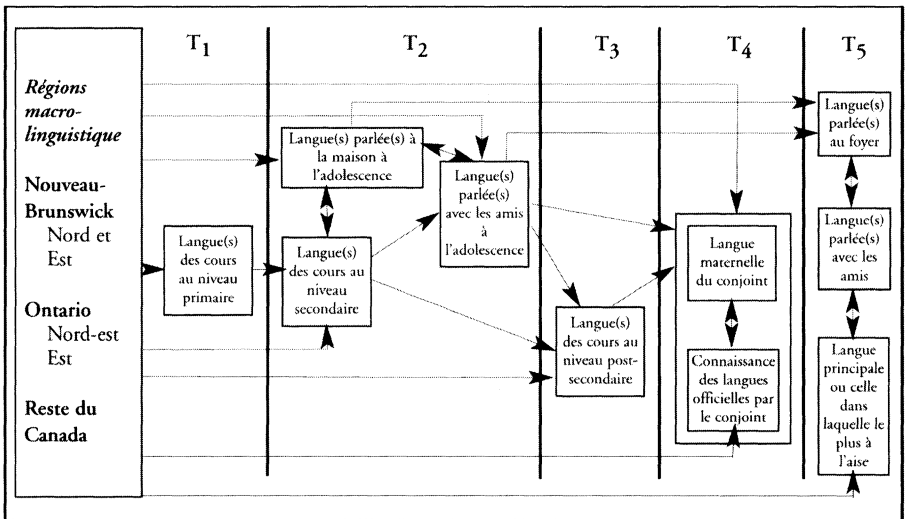 T1
T2
T3
T4
T5
Régions
macro-
linguistique
Nouveau-
Brunswick
Nord et
Est
Ontario
Nord-est
Est
Reste du
Canada
Langue(s)
des cours
au niveau
primaire
Langue(s) parlée(s) à
la maison à
l'adolescence
Langue(s)
des cours au
niveau
secondaire
Langue(s)
parlée(s)
avec les amis
à
l'adolescence
Langue(s)
des cours au
niveau post-
secondaire
Langue
maternelle
du conjoint
Connaissance
des langues
officielles par
le conjoint
Langue(s)
parlée(s)
au foyer
Langue(s)
parlée(s)
avec les
amis
Langue
principale
ou celle
dans
laquelle le
plus à
l'aise